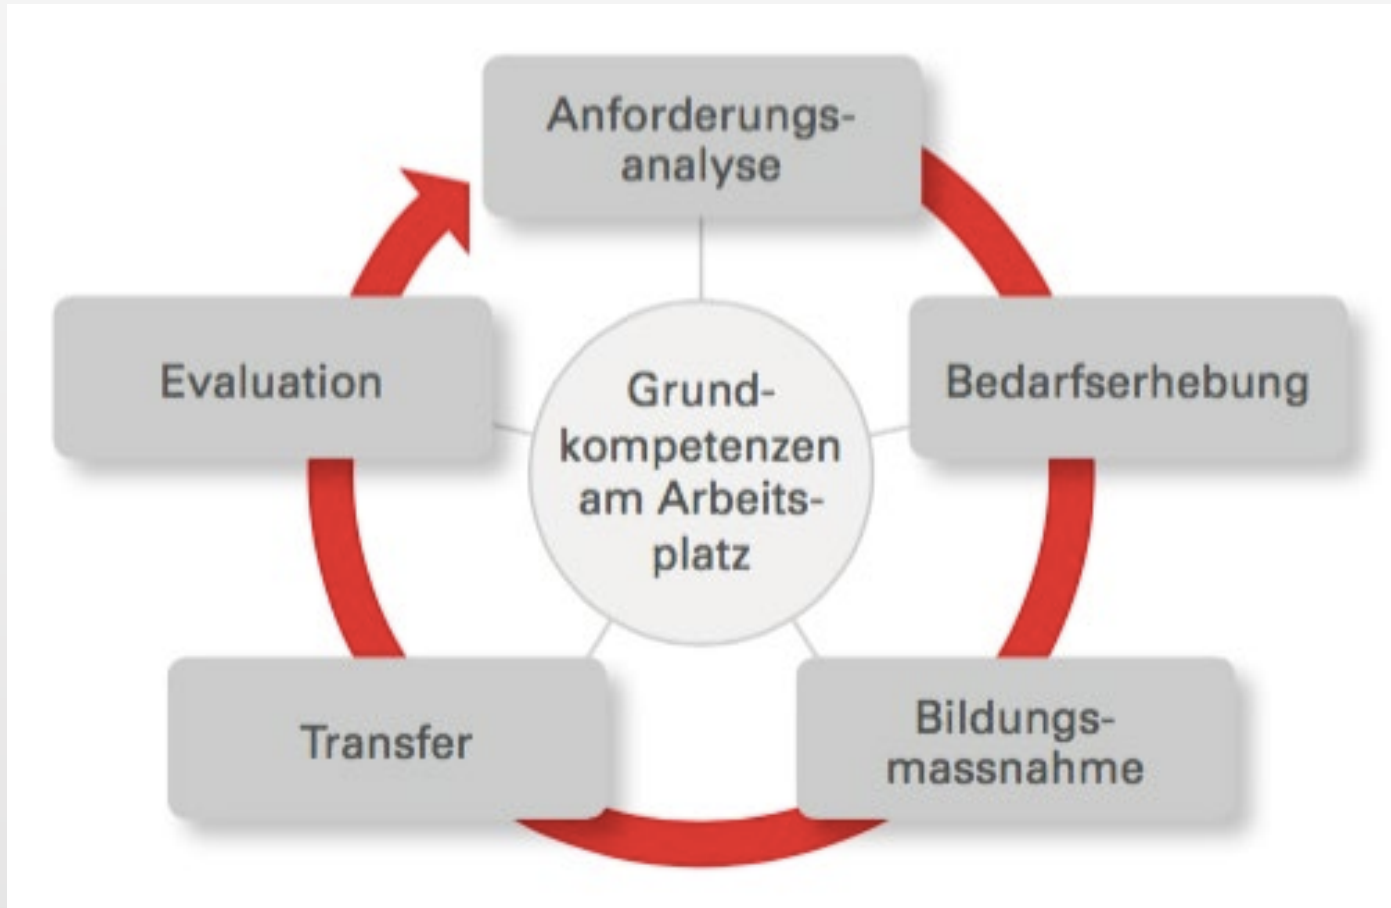 Anforderungs-
analyse
Evaluation
Bedarfserhebung
Grund-
kompetenzen
am Arbeits-
platz
Transfer
Bildungs-
massnahme